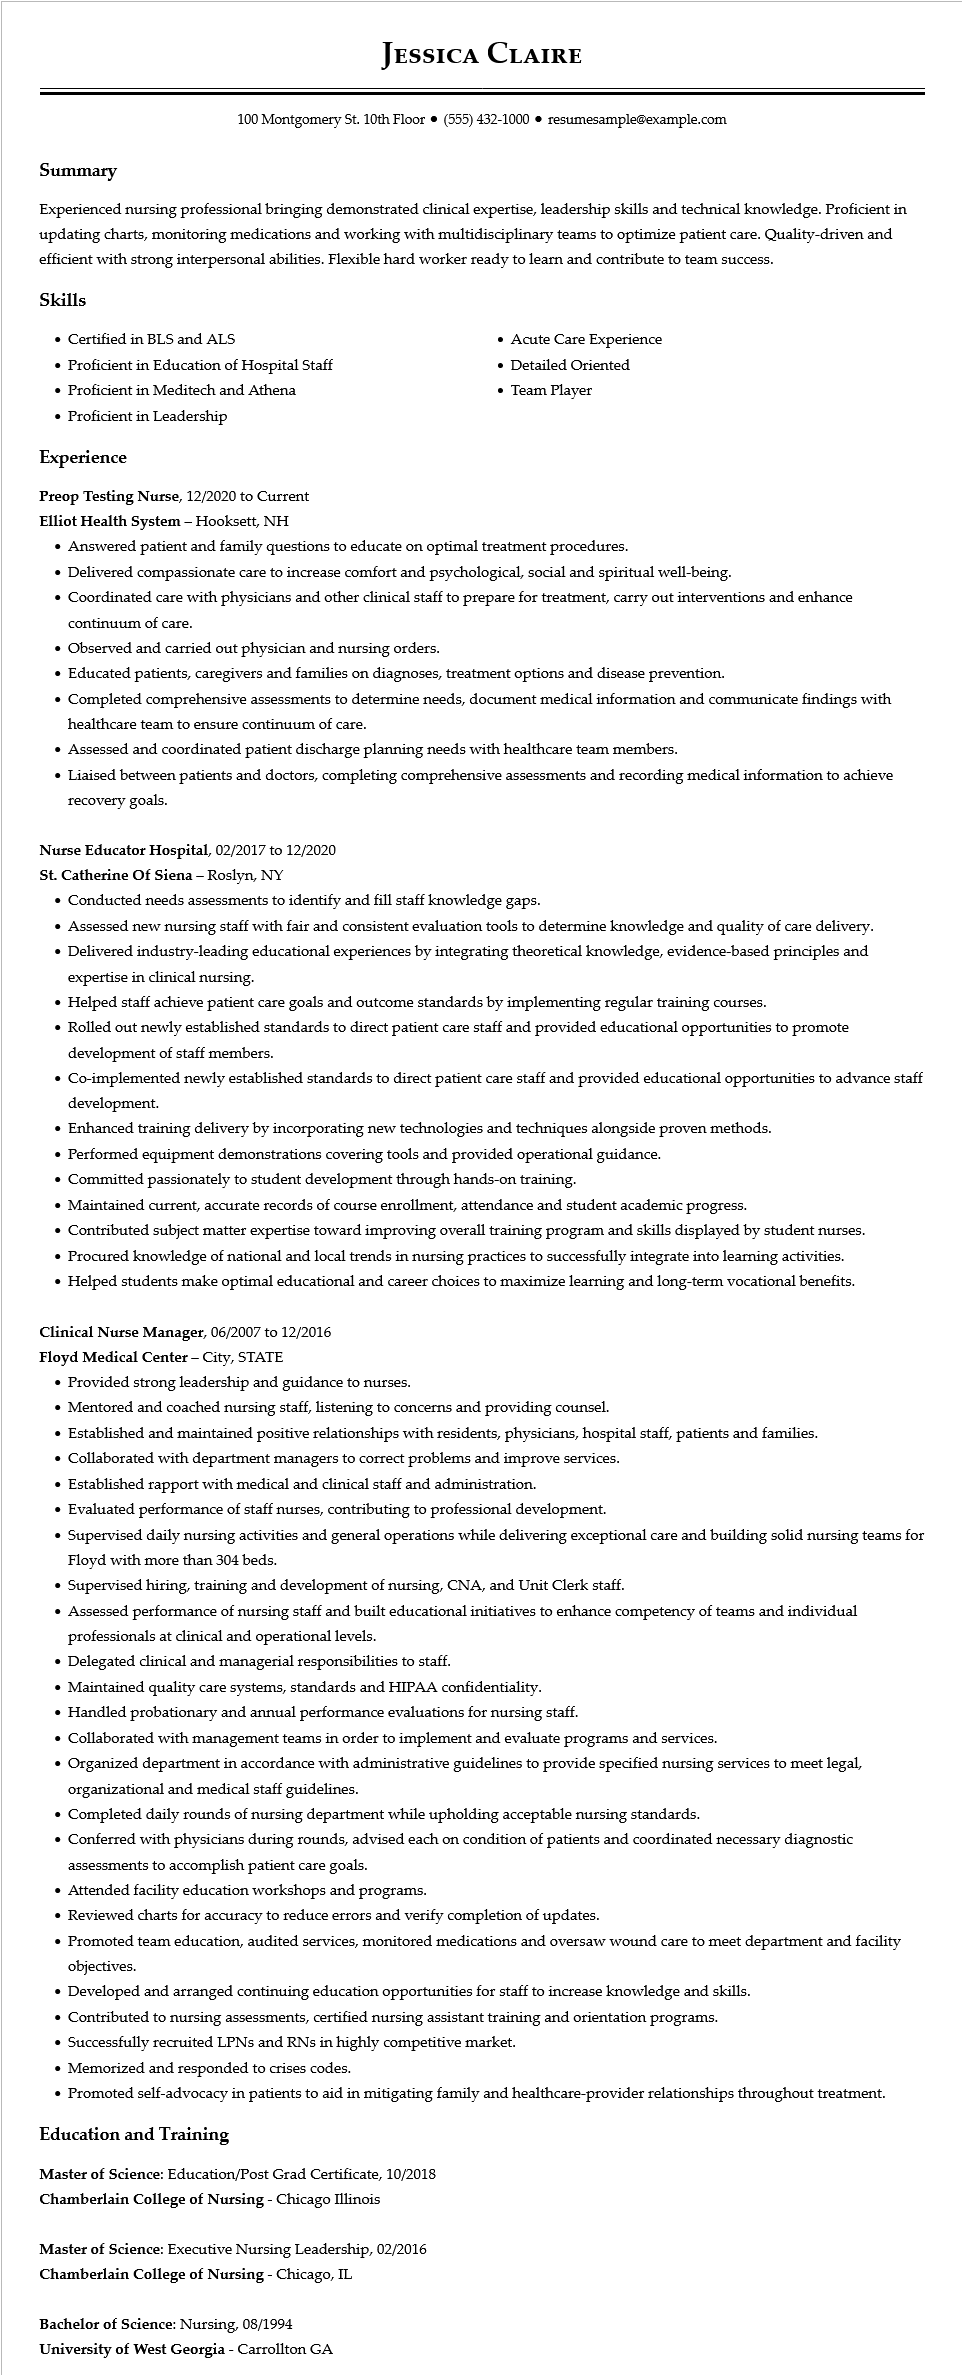 Jessica Claire
100 Montgomery St. 10th Floor ● (555) 432-1000 ● resumesample@example.com
Summary
Experienced nursing professional bringing demonstrated clinical expertise, leadership skills and technical knowledge. Proficient in
updating charts, monitoring medications and working with multidisciplinary teams to optimize patient care. Quality-driven and
efficient with strong interpersonal abilities. Flexible hard worker ready to learn and contribute to team success.
Skills
• Certified in BLS and ALS
• Proficient in Education of Hospital Staff
• Proficient in Meditech and Athena
• Proficient in Leadership
• Acute Care Experience
• Detailed Oriented
• Team Player
Experience
Preop Testing Nurse, 12/2020 to Current
Elliot Health System – Hooksett, NH
• Answered patient and family questions to educate on optimal treatment procedures.
• Delivered compassionate care to increase comfort and psychological, social and spiritual well-being.
• Coordinated care with physicians and other clinical staff to prepare for treatment, carry out interventions and enhance
continuum of care.
• Observed and carried out physician and nursing orders.
• Educated patients, caregivers and families on diagnoses, treatment options and disease prevention.
• Completed comprehensive assessments to determine needs, document medical information and communicate findings with
healthcare team to ensure continuum of care.
• Assessed and coordinated patient discharge planning needs with healthcare team members.
• Liaised between patients and doctors, completing comprehensive assessments and recording medical information to achieve
recovery goals.
Nurse Educator Hospital, 02/2017 to 12/2020
St. Catherine Of Siena – Roslyn, NY
• Conducted needs assessments to identify and fill staff knowledge gaps.
• Assessed new nursing staff with fair and consistent evaluation tools to determine knowledge and quality of care delivery.
• Delivered industry-leading educational experiences by integrating theoretical knowledge, evidence-based principles and
expertise in clinical nursing.
• Helped staff achieve patient care goals and outcome standards by implementing regular training courses.
• Rolled out newly established standards to direct patient care staff and provided educational opportunities to promote
development of staff members.
• Co-implemented newly established standards to direct patient care staff and provided educational opportunities to advance staff
development.
• Enhanced training delivery by incorporating new technologies and techniques alongside proven methods.
• Performed equipment demonstrations covering tools and provided operational guidance.
• Committed passionately to student development through hands-on training.
• Maintained current, accurate records of course enrollment, attendance and student academic progress.
• Contributed subject matter expertise toward improving overall training program and skills displayed by student nurses.
• Procured knowledge of national and local trends in nursing practices to successfully integrate into learning activities.
• Helped students make optimal educational and career choices to maximize learning and long-term vocational benefits.
Clinical Nurse Manager, 06/2007 to 12/2016
Floyd Medical Center – City, STATE
• Provided strong leadership and guidance to nurses.
• Mentored and coached nursing staff, listening to concerns and providing counsel.
• Established and maintained positive relationships with residents, physicians, hospital staff, patients and families.
• Collaborated with department managers to correct problems and improve services.
• Established rapport with medical and clinical staff and administration.
• Evaluated performance of staff nurses, contributing to professional development.
• Supervised daily nursing activities and general operations while delivering exceptional care and building solid nursing teams for
Floyd with more than 304 beds.
• Supervised hiring, training and development of nursing, CNA, and Unit Clerk staff.
• Assessed performance of nursing staff and built educational initiatives to enhance competency of teams and individual
professionals at clinical and operational levels.
• Delegated clinical and managerial responsibilities to staff.
• Maintained quality care systems, standards and HIPAA confidentiality.
• Handled probationary and annual performance evaluations for nursing staff.
• Collaborated with management teams in order to implement and evaluate programs and services.
• Organized department in accordance with administrative guidelines to provide specified nursing services to meet legal,
organizational and medical staff guidelines.
• Completed daily rounds of nursing department while upholding acceptable nursing standards.
• Conferred with physicians during rounds, advised each on condition of patients and coordinated necessary diagnostic
assessments to accomplish patient care goals.
• Attended facility education workshops and programs.
• Reviewed charts for accuracy to reduce errors and verify completion of updates.
• Promoted team education, audited services, monitored medications and oversaw wound care to meet department and facility
objectives.
• Developed and arranged continuing education opportunities for staff to increase knowledge and skills.
• Contributed to nursing assessments, certified nursing assistant training and orientation programs.
• Successfully recruited LPNs and RNs in highly competitive market.
• Memorized and responded to crises codes.
• Promoted self-advocacy in patients to aid in mitigating family and healthcare-provider relationships throughout treatment.
Education and Training
Master of Science: Education/Post Grad Certificate, 10/2018
Chamberlain College of Nursing - Chicago Illinois
Master of Science: Executive Nursing Leadership, 02/2016
Chamberlain College of Nursing - Chicago, IL
Bachelor of Science: Nursing, 08/1994
University of West Georgia - Carrollton GA